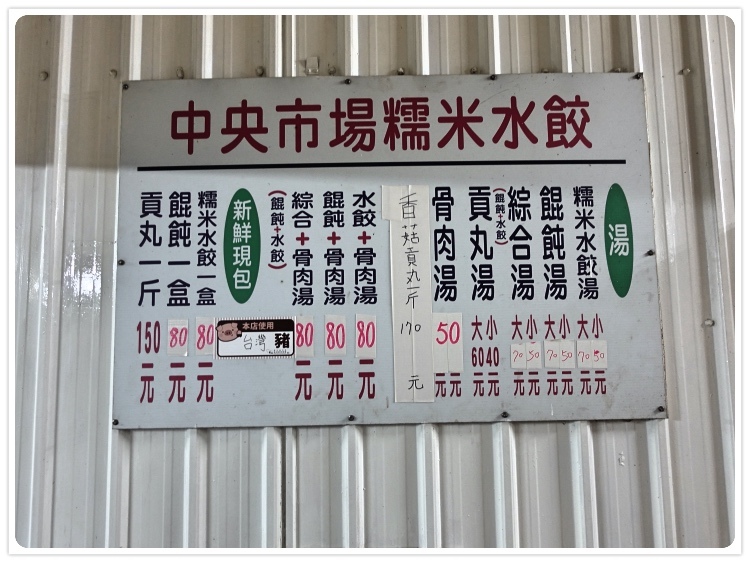 中央市場糯米水餃
湯
糯米水餃湯 大小 70 50 元元
餛飩湯 大小 70 50 元元
綜合湯 大小 70 50 元元
(餛飩+水餃)
貢丸湯 大小 60 40 元元
骨肉湯 50 元元
香菇貢丸一斤 170 元
水餃+骨肉湯 80 元
餛飩+骨肉湯 80 元
綜合+骨肉湯 80 元
(餛飩+水餃)
新鮮現包
本店使用
台灣豬
糯米水餃一盒 80 元
餛飩一盒 80 元
貢丸一斤 150 元